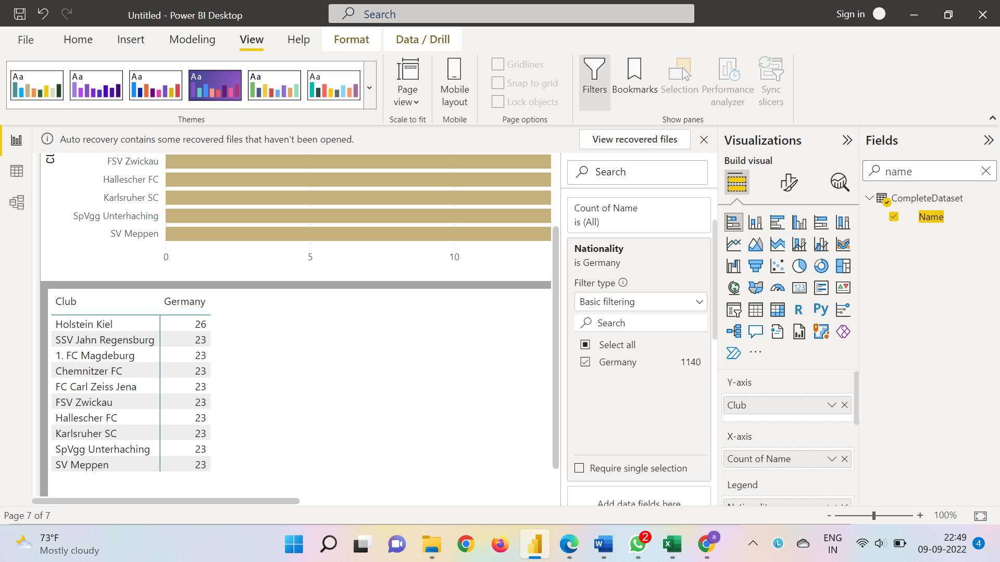 Untitled - Power BI Desktop
Search
Sign in
File
Home
Insert
Modeling
View
Help
Format
Data / Drill
Aa
Aa
Aa
Aa
Aa
Aa
Themes
Page view
Scale to fit
Mobile layout
Mobile
Gridlines
Snap to grid
Lock objects
Page options
Filters
Bookmarks
Selection
Performance analyzer
Sync slicers
Show panes
Auto recovery contains some recovered files that haven't been opened.
View recovered files
FSV Zwickau
Hallescher FC
Karlsruher SC
SpVgg Unterhaching
SV Meppen
0
5
10
Club Germany
Holstein Kiel 26
SSV Jahn Regensburg 23
1. FC Magdeburg 23
Chemnitzer FC 23
FC Carl Zeiss Jena 23
FSV Zwickau 23
Hallescher FC 23
Karlsruher SC 23
SpVgg Unterhaching 23
SV Meppen 23
Search
Count of Name
is (All)
Nationality
is Germany
Filter type
Basic filtering
Search
Select all
Germany 1140
Require single selection
Add data fields here
Visualizations
Build visual
123
R
Py
Y-axis
Club
X-axis
Count of Name
Legend
Nationality
Fields
name
CompleteDataset
Name
Page 7 of 7
- + 100%
73°F
Mostly cloudy
W
2
X
a
L
ENG
IN
22:49
09-09-2022
4